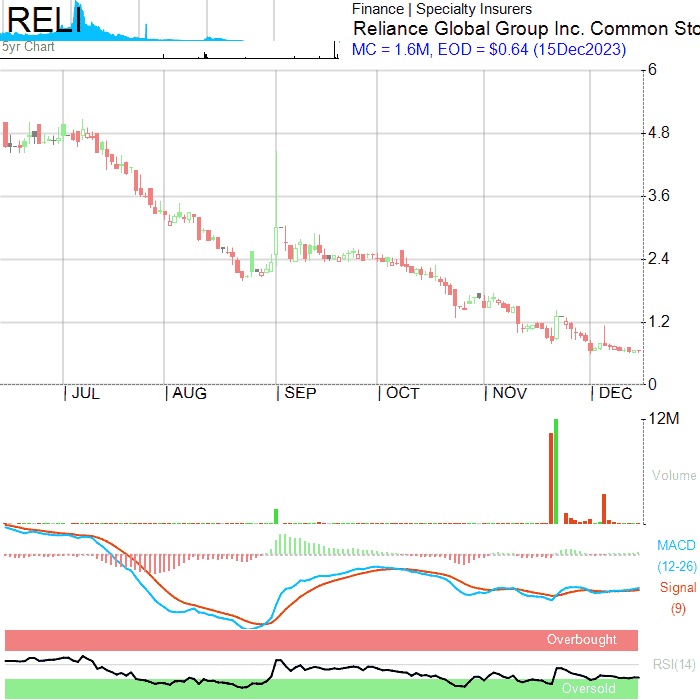 RELI
5yr Chart
Finance | Specialty Insurers
Reliance Global Group Inc. Common Sto
MC = 1.6M, EOD = $0.64 (15Dec2023)
6
4.8
3.6
2.4
1.2
0
JUL AUG SEP OCT NOV DEC
12M
Volume
MACD
(12-26)
Signal
(9)
Overbought
RSI(14)
Oversold